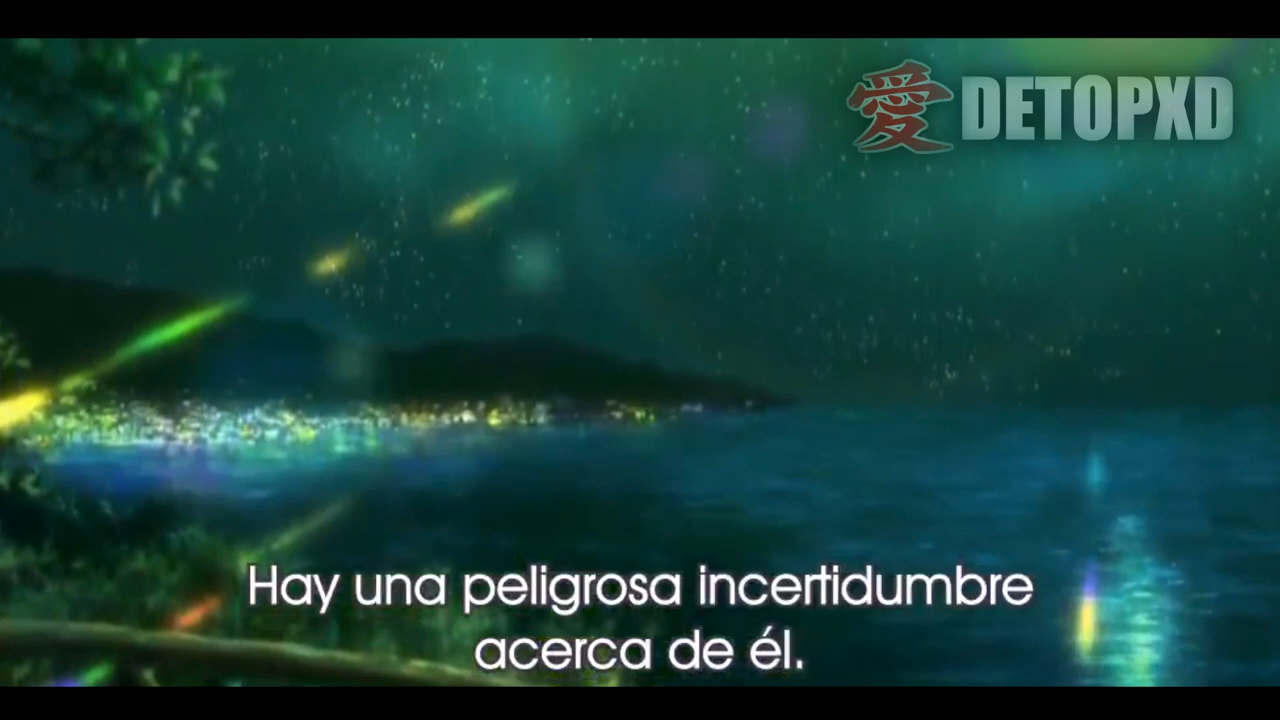 愛 DETOPXD
Hay una peligrosa incertidumbre
acerca de él.